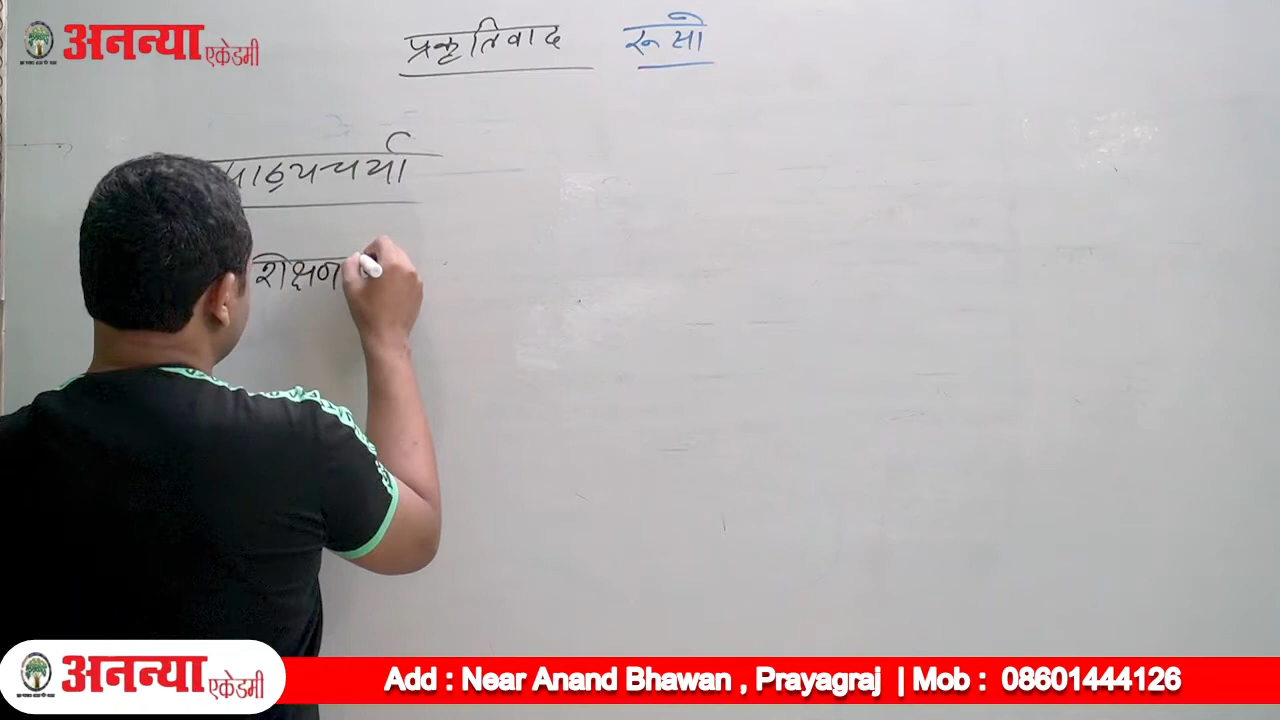 अनन्या एकेडमी
प्रकृतिवाद रूसो
पाठ्यचर्या
शिक्षण
अनन्या एकेडमी
Add : Near Anand Bhawan , Prayagraj | Mob : 08601444126